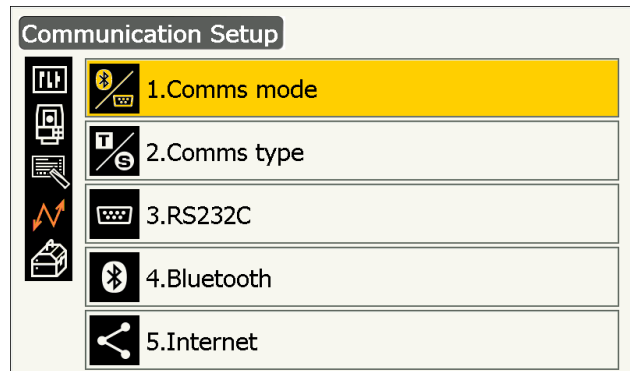 Communication Setup
1.Comms mode
T
S
2.Comms type
3.RS232C
4.Bluetooth
5.Internet